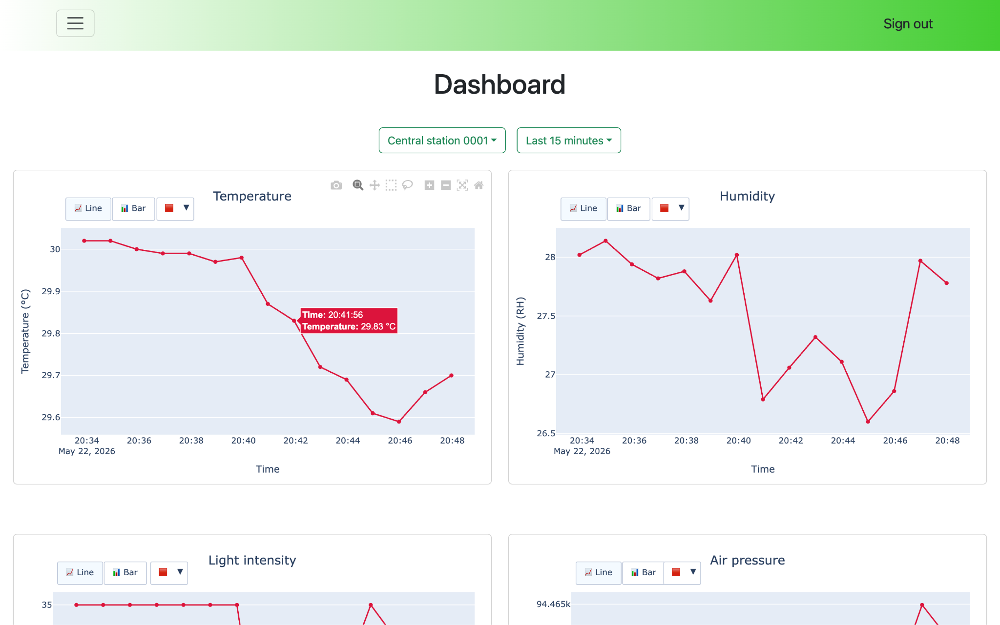 Sign out
Dashboard
Central station 0001
Last 15 minutes
Temperature
Line
Bar
▼
30
29.9
29.8
29.7
29.6
Temperature (°C)
Time: 20:41:56
Temperature: 29.83 °C
20:34 20:36 20:38 20:40 20:42 20:44 20:46 20:48
May 22, 2026
Time
Humidity
Line
Bar
▼
28
27.5
27
26.5
Humidity (RH)
20:34 20:36 20:38 20:40 20:42 20:44 20:46 20:48
May 22, 2026
Time
Light intensity
Line
Bar
▼
35
Air pressure
Line
Bar
▼
94.465k